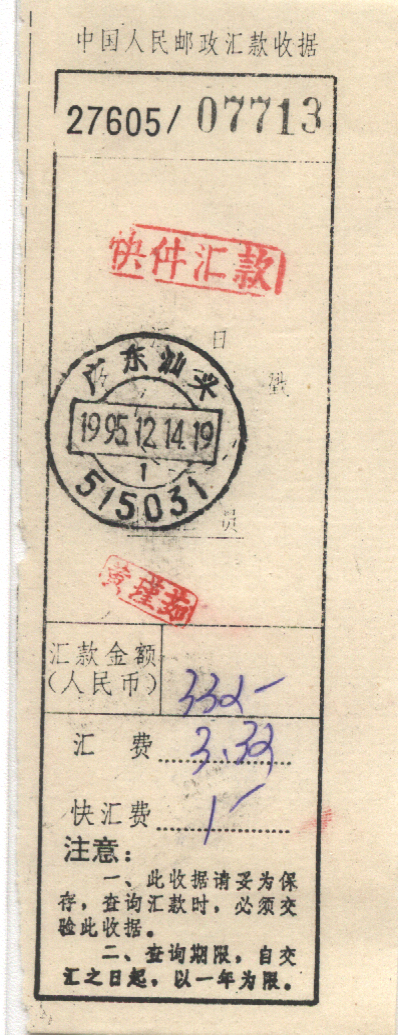 中国人民邮政汇款收据
27605/07713
快件汇款
日
戳
广东汕头
1995.12.14.19
1
515031
员
黄瑾茹
汇款金额
(人民币) 332-
汇 费 3.32
快汇费 1-
注意：
一、此收据请妥为保
存，查询汇款时，必须交
验此收据。
二、查询期限，自交
汇之日起，以一年为限。